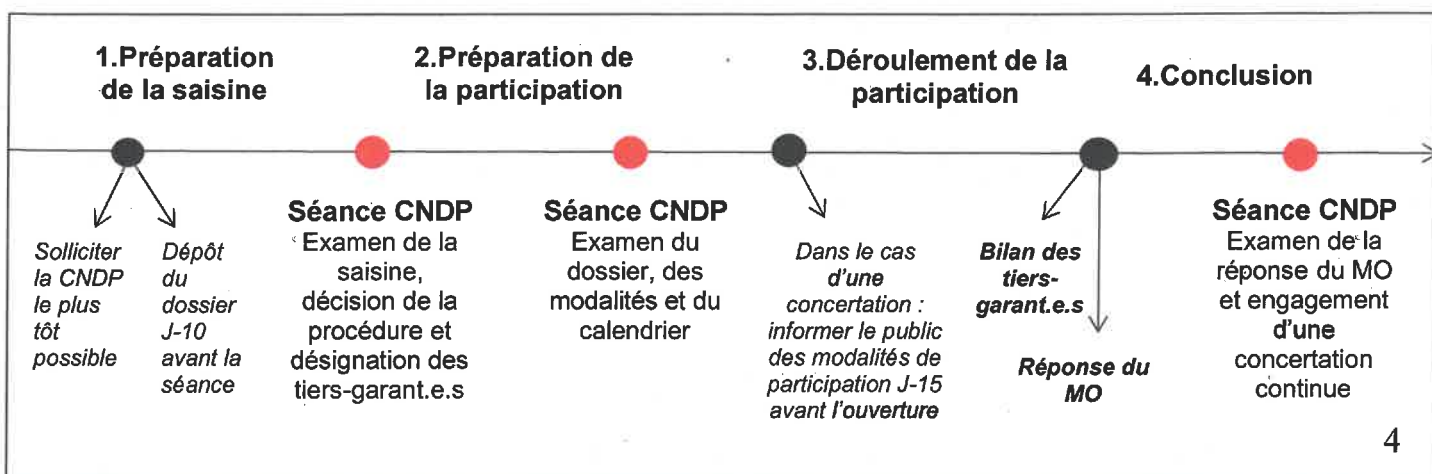 1.Préparation
de la saisine
2.Préparation de
la participation
3.Déroulement de la
participation
4.Conclusion
Solliciter
la CNDP
le plus
tôt
possible
Dépôt
du
dossier
J-10
avant la
séance
Séance CNDP
Examen de la
saisine,
décision de la
procédure et
désignation des
tiers-garant.e.s
Séance CNDP
Examen du
dossier, des
modalités et du
calendrier
Dans le cas
d'une
concertation :
informer le public
des modalités de
participation J-15
avant l'ouverture
Bilan des
tiers-
garant.e.s
Réponse du
MO
Séance CNDP
Examen de la
réponse du MO
et engagement
d'une
concertation
continue
4